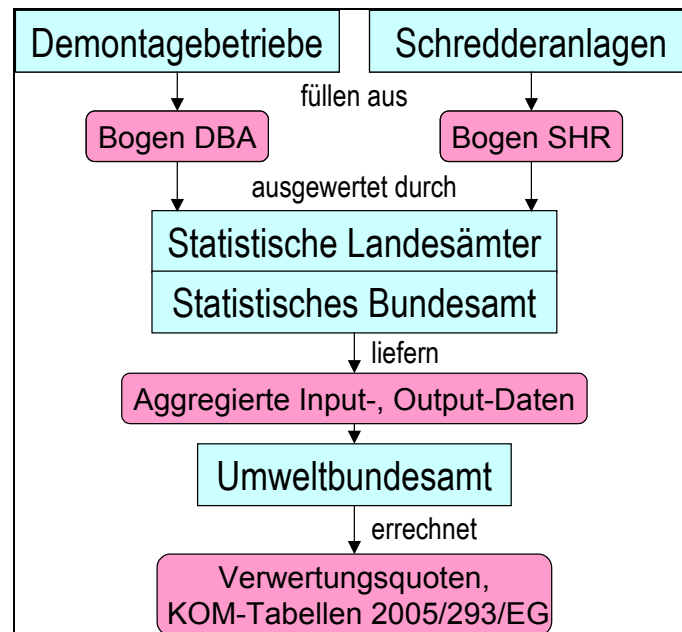 Demontagebetriebe
Schredderanlagen
füllen aus
Bogen DBA
Bogen SHR
ausgewertet durch
Statistische Landesämter
Statistisches Bundesamt
liefern
Aggregierte Input-, Output-Daten
Umweltbundesamt
errechnet
Verwertungsquoten,
KOM-Tabellen 2005/293/EG